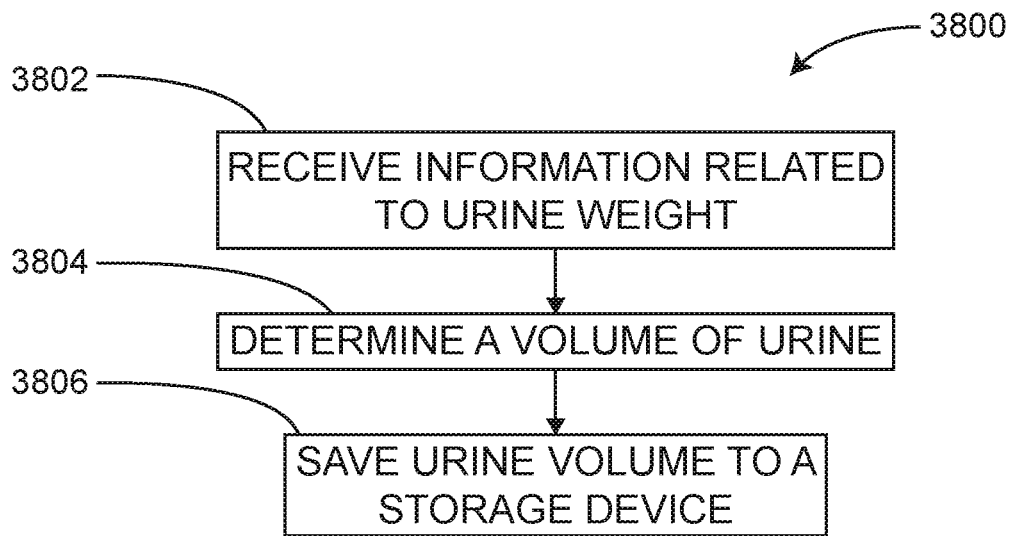 3800
3802
RECEIVE INFORMATION RELATED
TO URINE WEIGHT
3804
DETERMINE A VOLUME OF URINE
3806
SAVE URINE VOLUME TO A
STORAGE DEVICE